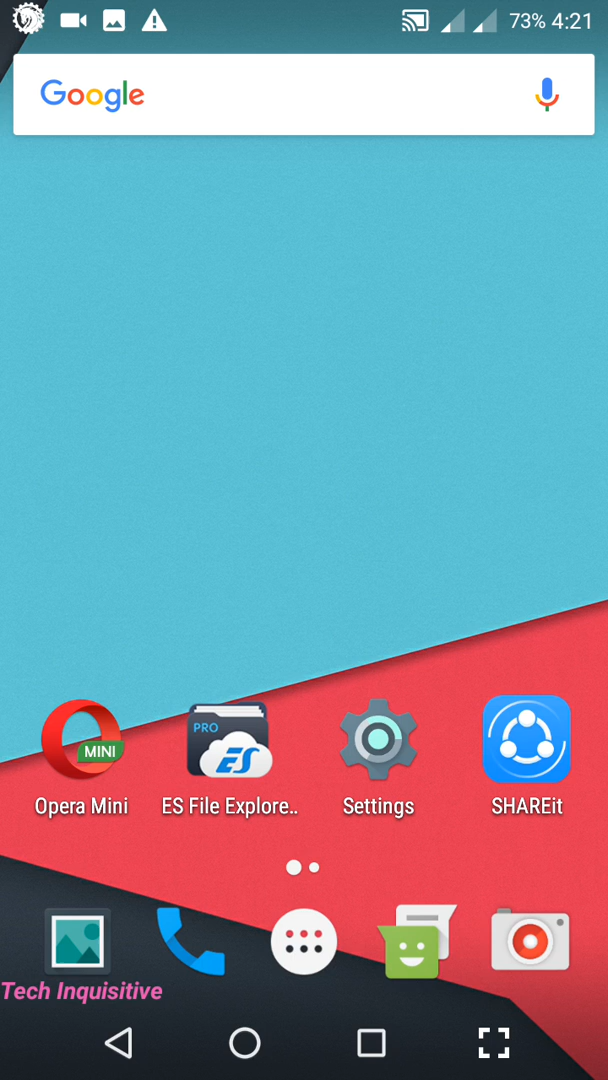 73% 4:21
Google
PRO
ES
MINI
Opera Mini
ES File Explore..
Settings
SHAREit
Tech Inquisitive